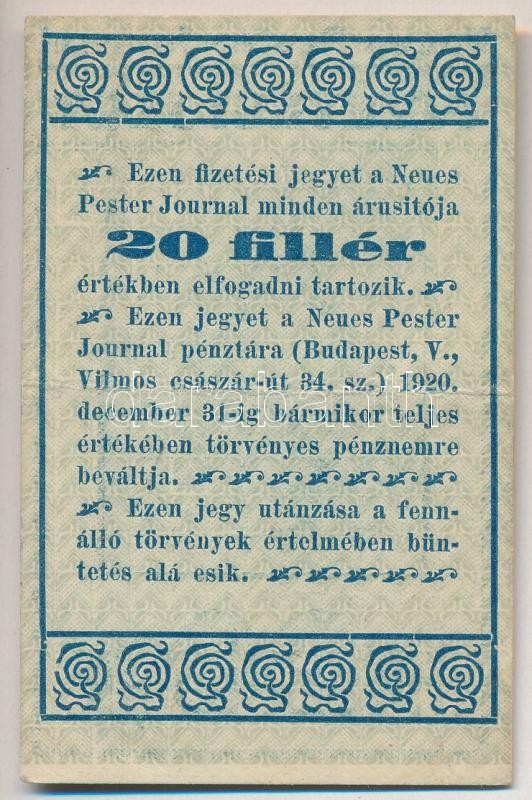 Ezen fizetési jegyet a Neues
Pester Journal minden árusitója
20 fillér
értékben elfogadni tartozik.
Ezen jegyet a Neues Pester
Journal pénztára (Budapest, V.,
Vilmos császár-út 34. sz.) 1920.
december 31-ig bármikor teljes
értékében törvényes pénznemre
beváltja.
Ezen jegy utánzása a fenn-
álló törvények értelmében bün-
tetés alá esik.
darabanth